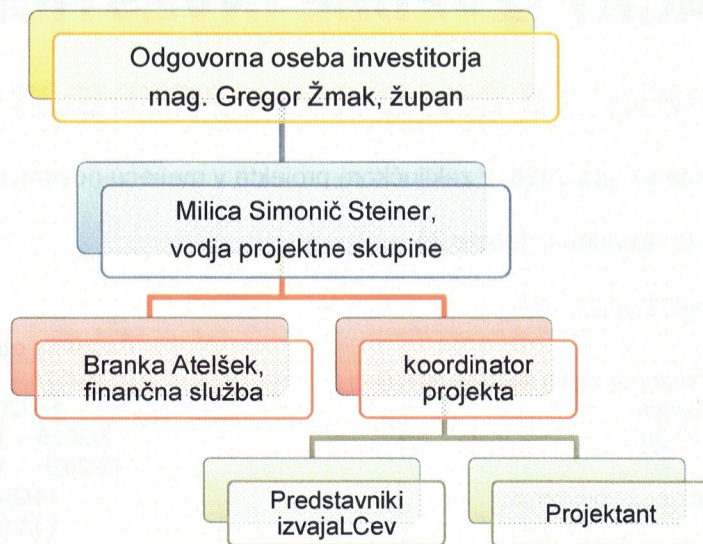 Odgovorna oseba investitorja
mag. Gregor Žmak, župan
Milica Simonič Steiner,
vodja projektne skupine
Branka Atelšek,
finančna služba
koordinator
projekta
Predstavniki
izvajaLCev
Projektant